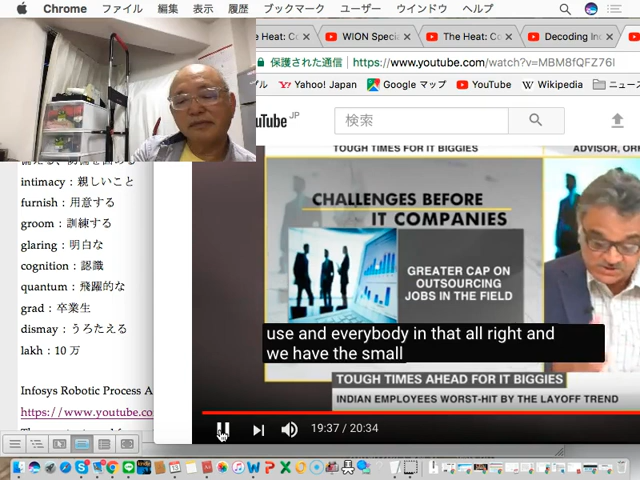 Chrome ファイル 編集 表示 履歴 ブックマーク ユーザー ウインドウ ヘルプ
The Heat: Co
WION Speci
The Heat: C
Decoding Ind
保護された通信 https://www.youtube.com/watch?v=MBM8fQFZ76I
Yahoo! Japan Google マップ YouTube Wikipedia ニュー
uTube JP
検索
TOUGH TIMES FOR IT BIGGIES
ADVISOR, OR
CHALLENGES BEFORE
IT COMPANIES
GREATER CAP ON
OUTSOURCING
JOBS IN THE FIELD
use and everybody in that all right and
we have the small
TOUGH TIMES AHEAD FOR IT BIGGIES
INDIAN EMPLOYEES WORST-HIT BY THE LAYOFF TREND
19:37 / 20:34
intimacy：親しいこと
furnish：用意する
groom：訓練する
glaring：明白な
cognition：認識
quantum：飛躍的な
grad：卒業生
dismay：うろたえる
lakh：10 万
Infosys Robotic Process A
https://www.youtube.co